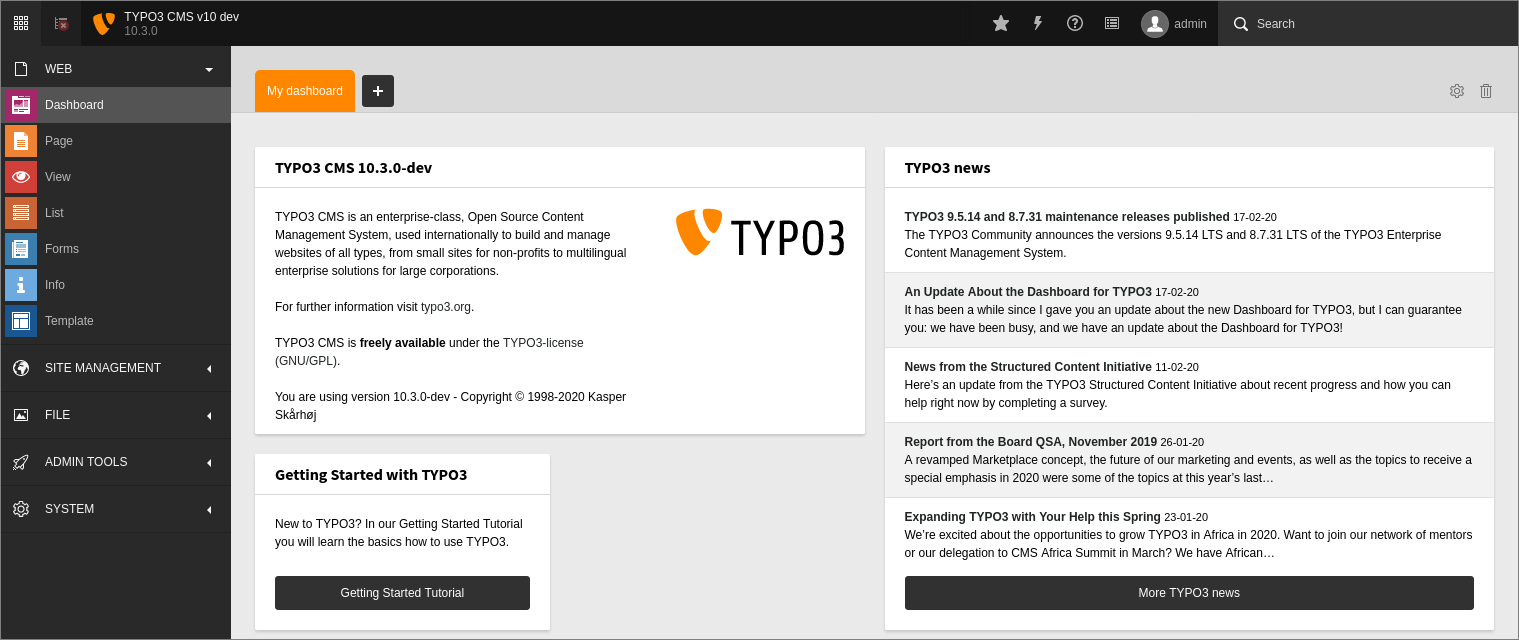 TYPO3 CMS v10 dev
10.3.0
admin
Search
WEB
Dashboard
Page
View
List
Forms
Info
Template
SITE MANAGEMENT
FILE
ADMIN TOOLS
SYSTEM
My dashboard
TYPO3 CMS 10.3.0-dev
TYPO3 CMS is an enterprise-class, Open Source Content
Management System, used internationally to build and manage
websites of all types, from small sites for non-profits to multilingual
enterprise solutions for large corporations.
For further information visit typo3.org.
TYPO3 CMS is freely available under the TYPO3-license
(GNU/GPL).
You are using version 10.3.0-dev - Copyright © 1998-2020 Kasper
Skårhøj
TYPO3
Getting Started with TYPO3
New to TYPO3? In our Getting Started Tutorial
you will learn the basics how to use TYPO3.
Getting Started Tutorial
TYPO3 news
TYPO3 9.5.14 and 8.7.31 maintenance releases published 17-02-20
The TYPO3 Community announces the versions 9.5.14 LTS and 8.7.31 LTS of the TYPO3 Enterprise
Content Management System.
An Update About the Dashboard for TYPO3 17-02-20
It has been a while since I gave you an update about the new Dashboard for TYPO3, but I can guarantee
you: we have been busy, and we have an update about the Dashboard for TYPO3!
News from the Structured Content Initiative 11-02-20
Here’s an update from the TYPO3 Structured Content Initiative about recent progress and how you can
help right now by completing a survey.
Report from the Board QSA, November 2019 26-01-20
A revamped Marketplace concept, the future of our marketing and events, as well as the topics to receive a
special emphasis in 2020 were some of the topics at this year’s last…
Expanding TYPO3 with Your Help this Spring 23-01-20
We’re excited about the opportunities to grow TYPO3 in Africa in 2020. Want to join our network of mentors
or our delegation to CMS Africa Summit in March? We have African…
More TYPO3 news